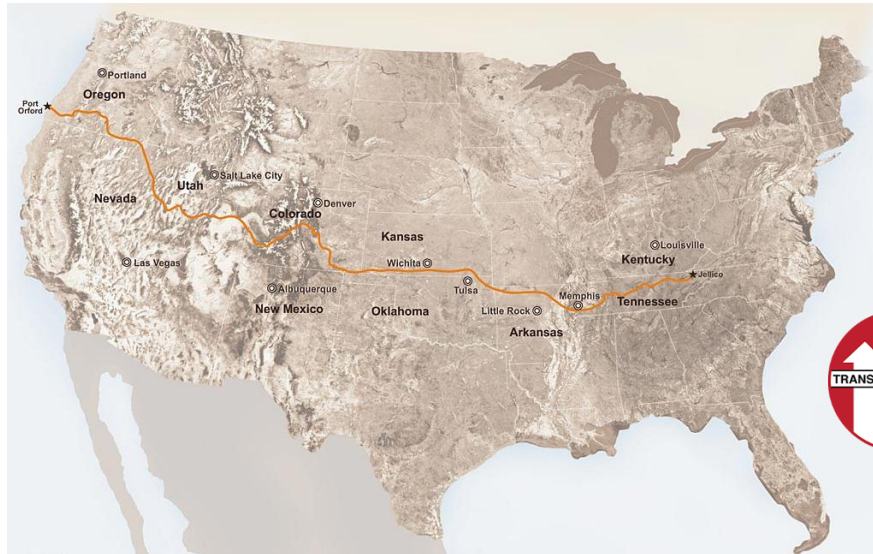 Portland
Oregon
Port
Orford
Salt Lake City
Utah
Nevada
Denver
Colorado
Kansas
Louisville
Kentucky
Las Vegas
Wichita
Jellico
Albuquerque
Tulsa
New Mexico
Oklahoma
Memphis
Tennessee
Little Rock
Arkansas
TRANS